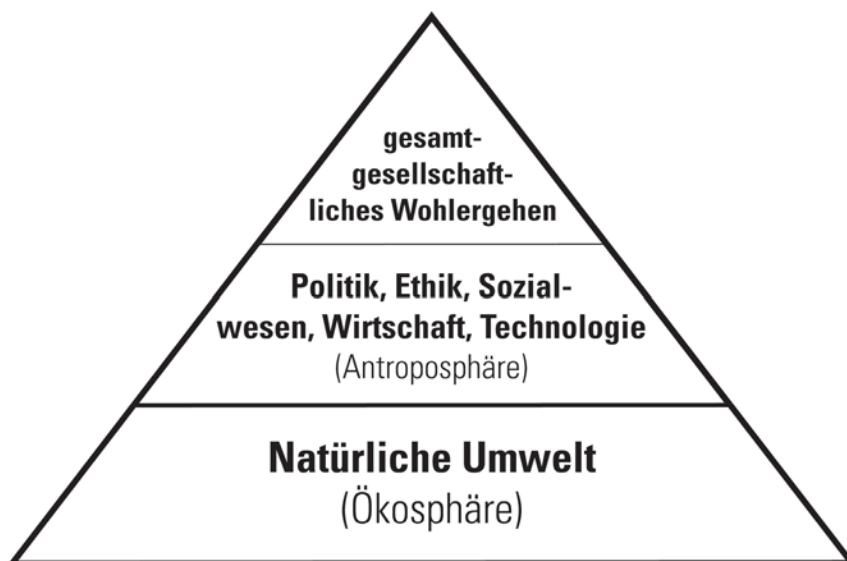 gesamt-
gesellschaft-
liches Wohlergehen
Politik, Ethik, Sozial-
wesen, Wirtschaft, Technologie
(Antroposphäre)
Natürliche Umwelt
(Ökosphäre)